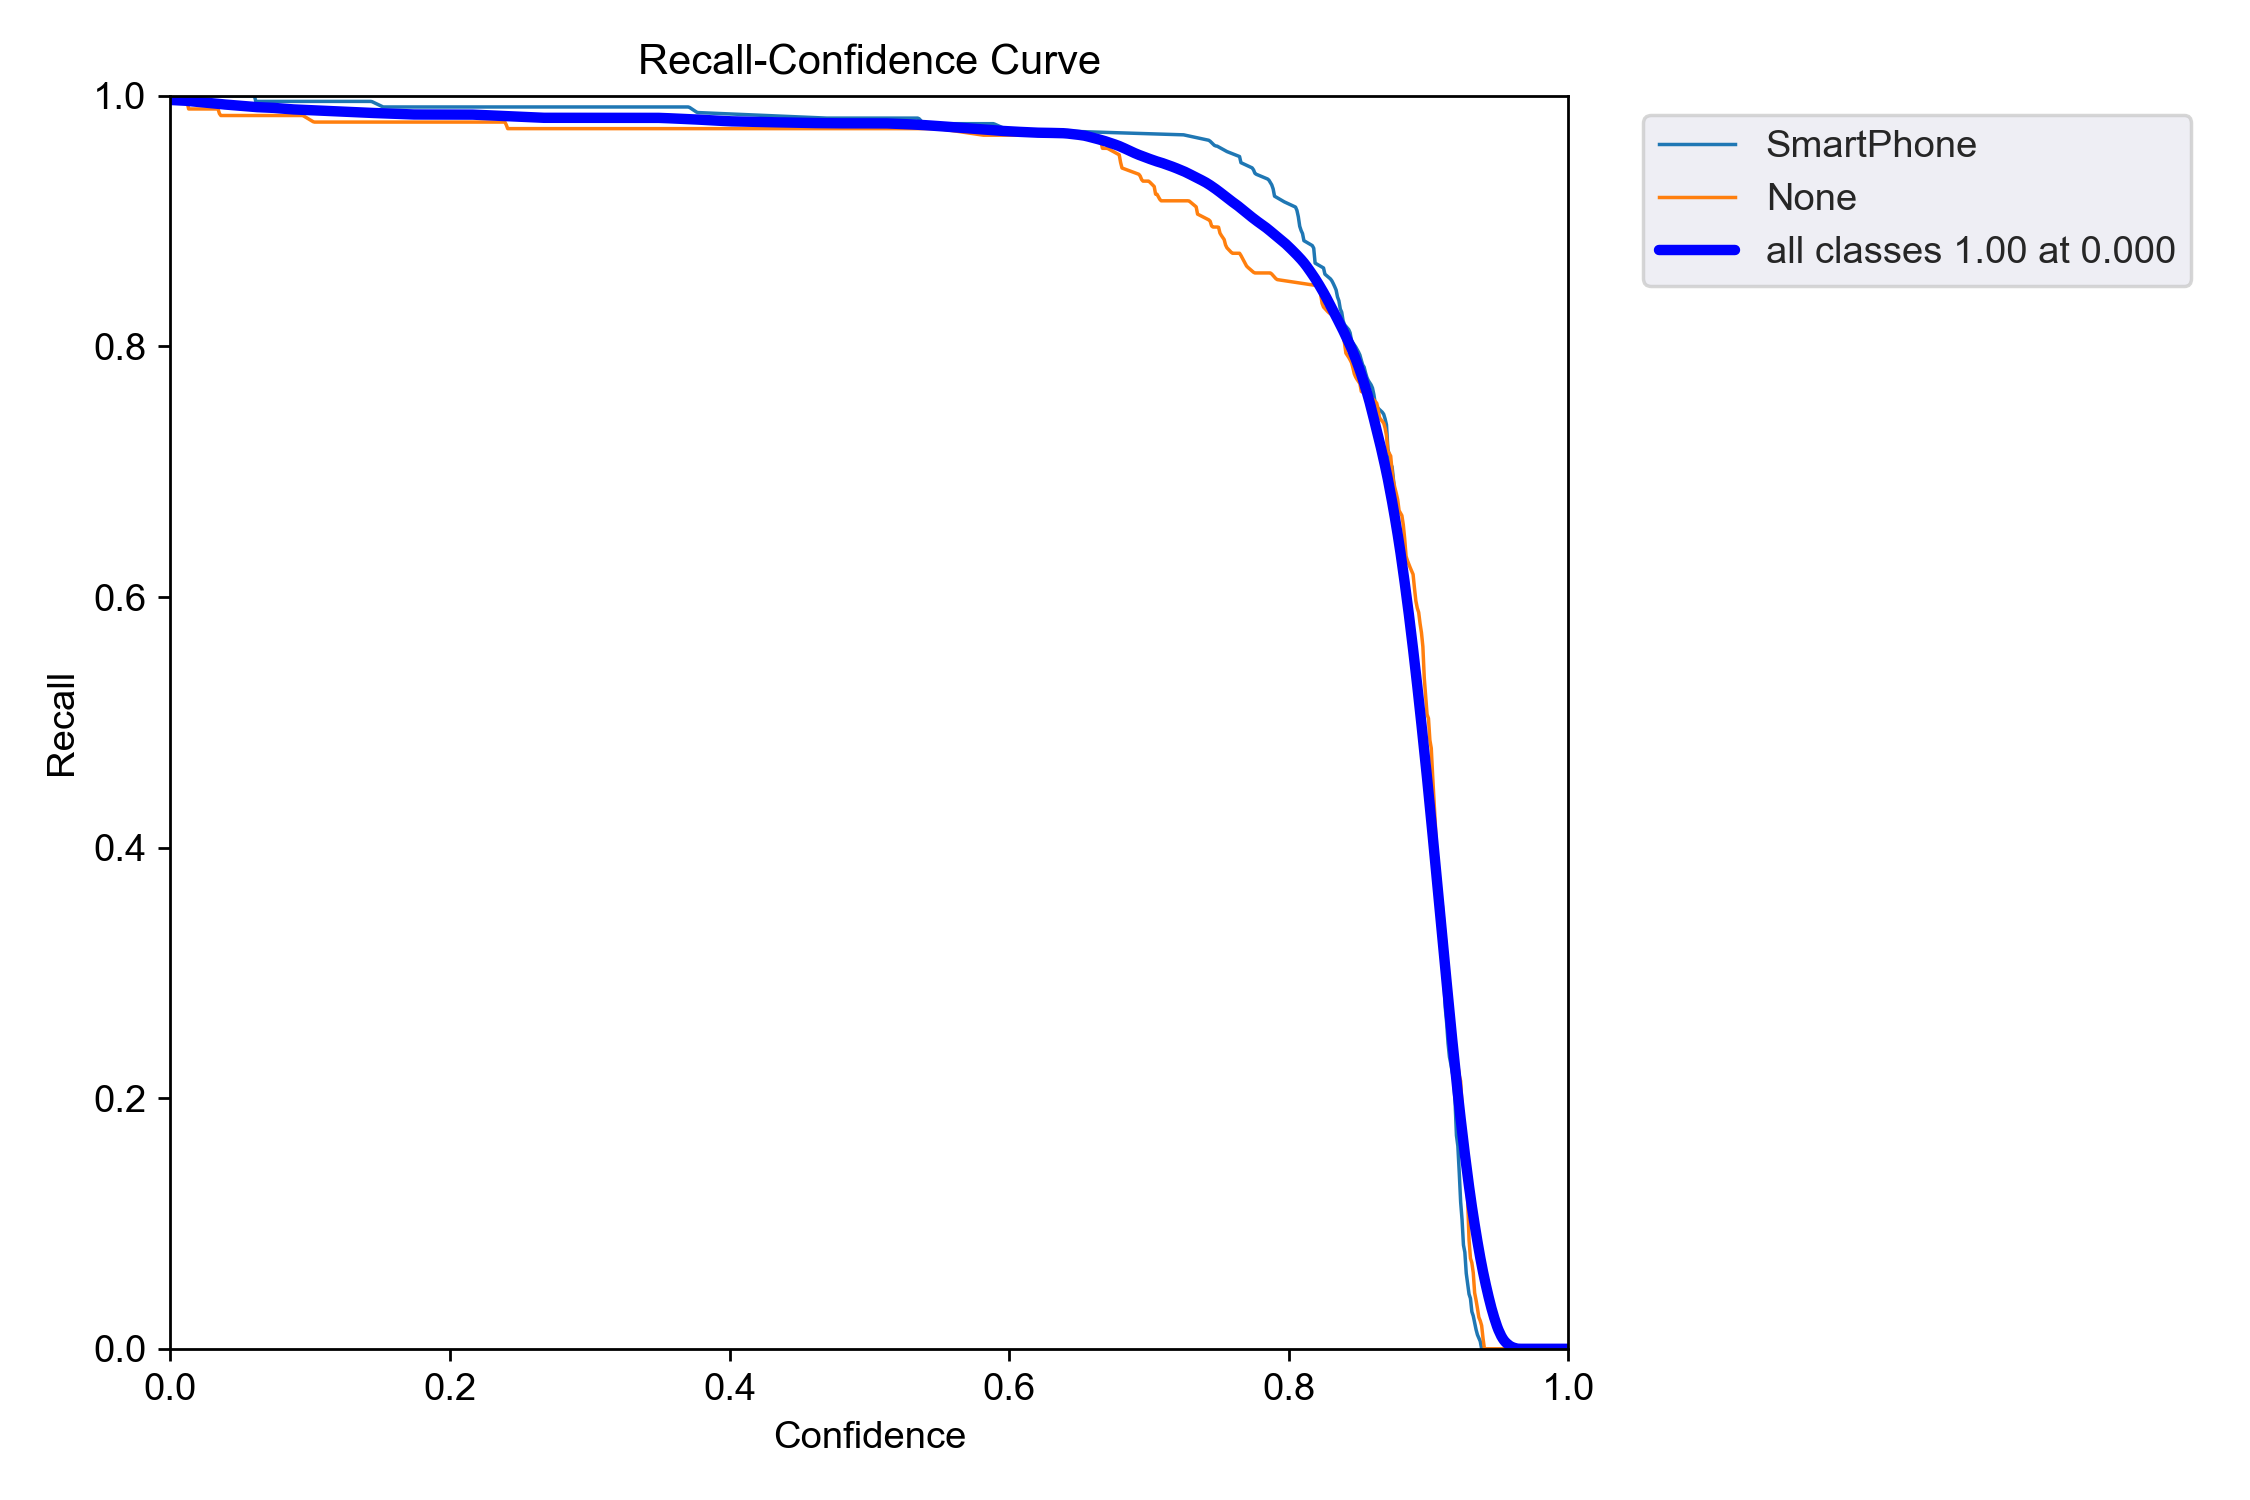 Recall-Confidence Curve
1.0
0.8
0.6
0.4
0.2
0.0
Recall
0.0 0.2 0.4 0.6 0.8 1.0
Confidence
SmartPhone
None
all classes 1.00 at 0.000